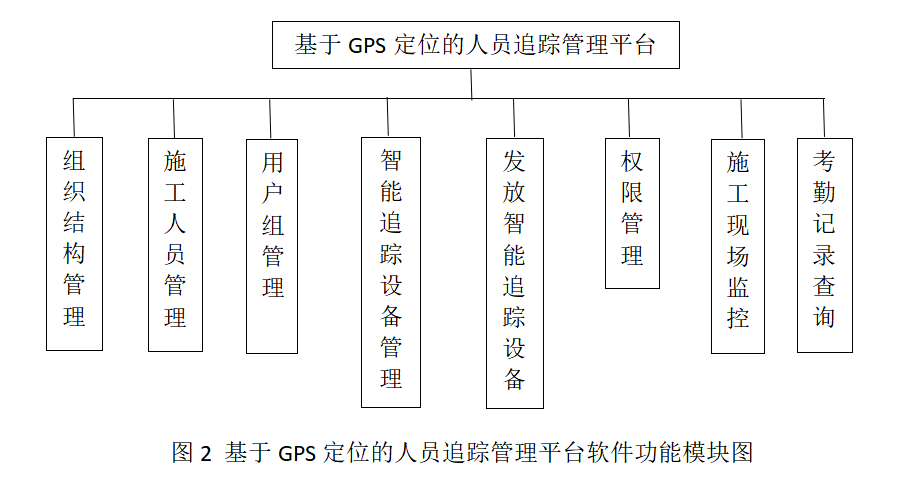 基于 GPS 定位的人员追踪管理平台
组织结构管理
施工人员管理
用户组管理
智能追踪设备管理
发放智能追踪设备
权限管理
施工现场监控
考勤记录查询
图 2 基于 GPS 定位的人员追踪管理平台软件功能模块图